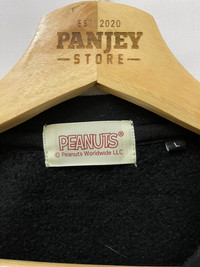 EST 2020
PANJEY
STORE
PEANUTS®
© Peanuts Worldwide LLC
L